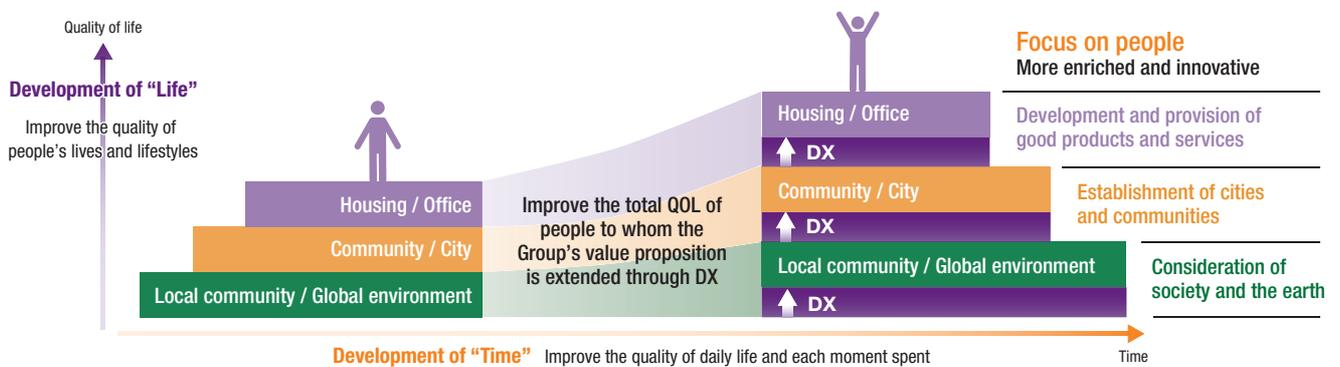 Quality of life
Development of “Life”
Improve the quality of
people’s lives and lifestyles
Housing / Office
Community / City
Local community / Global environment
Improve the total QOL of
people to whom the
Group’s value proposition
is extended through DX
Housing / Office
DX
Community / City
DX
Local community / Global environment
DX
Focus on people
More enriched and innovative
Development and provision of
good products and services
Establishment of cities
and communities
Consideration of
society and the earth
Development of “Time” Improve the quality of daily life and each moment spent
Time